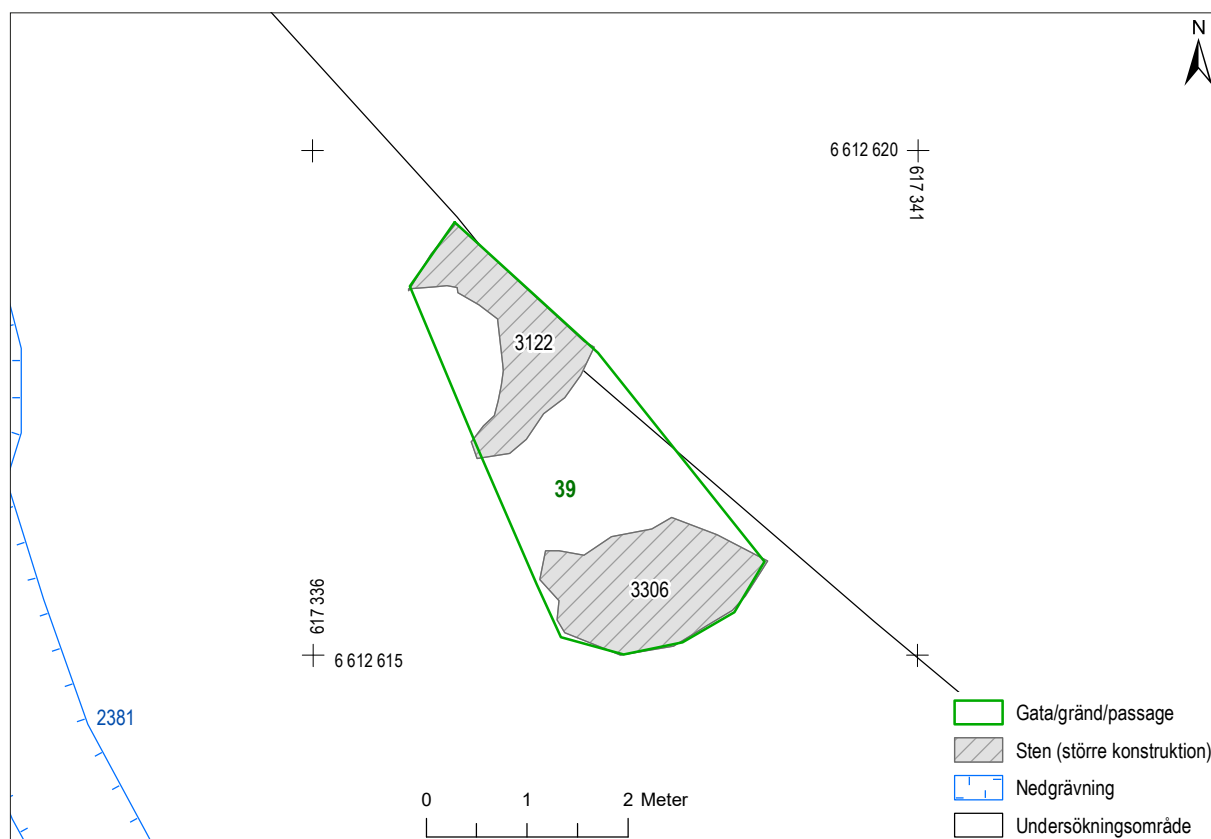 N
6 612 620
617 341
3122
39
3306
617 336
6 612 615
2381
Gata/gränd/passage
Sten (större konstruktion)
Nedgrävning
Undersökningsområde
0 1 2 Meter